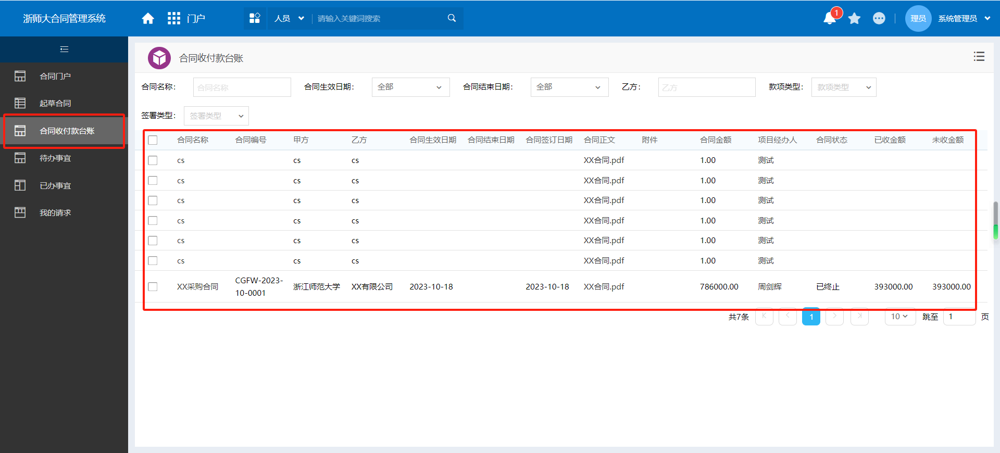 浙师大合同管理系统
门户
人员
请输入关键词搜索
1
理员
系统管理员
合同门户
起草合同
合同收付款台账
待办事宜
已办事宜
我的请求
合同收付款台账
合同名称： 合同名称 合同生效日期： 全部 合同结束日期： 全部 乙方： 乙方 款项类型： 款项类型
签署类型： 签署类型
合同名称 合同编号 甲方 乙方 合同生效日期 合同结束日期 合同签订日期 合同正文 附件 合同金额 项目经办人 合同状态 已收金额 未收金额
cs cs cs XX合同.pdf 1.00 测试
cs cs cs XX合同.pdf 1.00 测试
cs cs cs XX合同.pdf 1.00 测试
cs cs cs XX合同.pdf 1.00 测试
cs cs cs XX合同.pdf 1.00 测试
cs cs cs XX合同.pdf 1.00 测试
XX采购合同 CGFW-2023-10-0001 浙江师范大学 XX有限公司 2023-10-18 2023-10-18 XX合同.pdf 786000.00 周剑辉 已终止 393000.00 393000.00
共7条 1 10 跳至 1 页